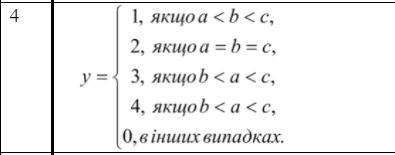 4
1, якщо a < b < c,
2, якщо a = b = c,
y = { 3, якщо b < a < c,
4, якщо b < a < c,
0, в інших випадках.